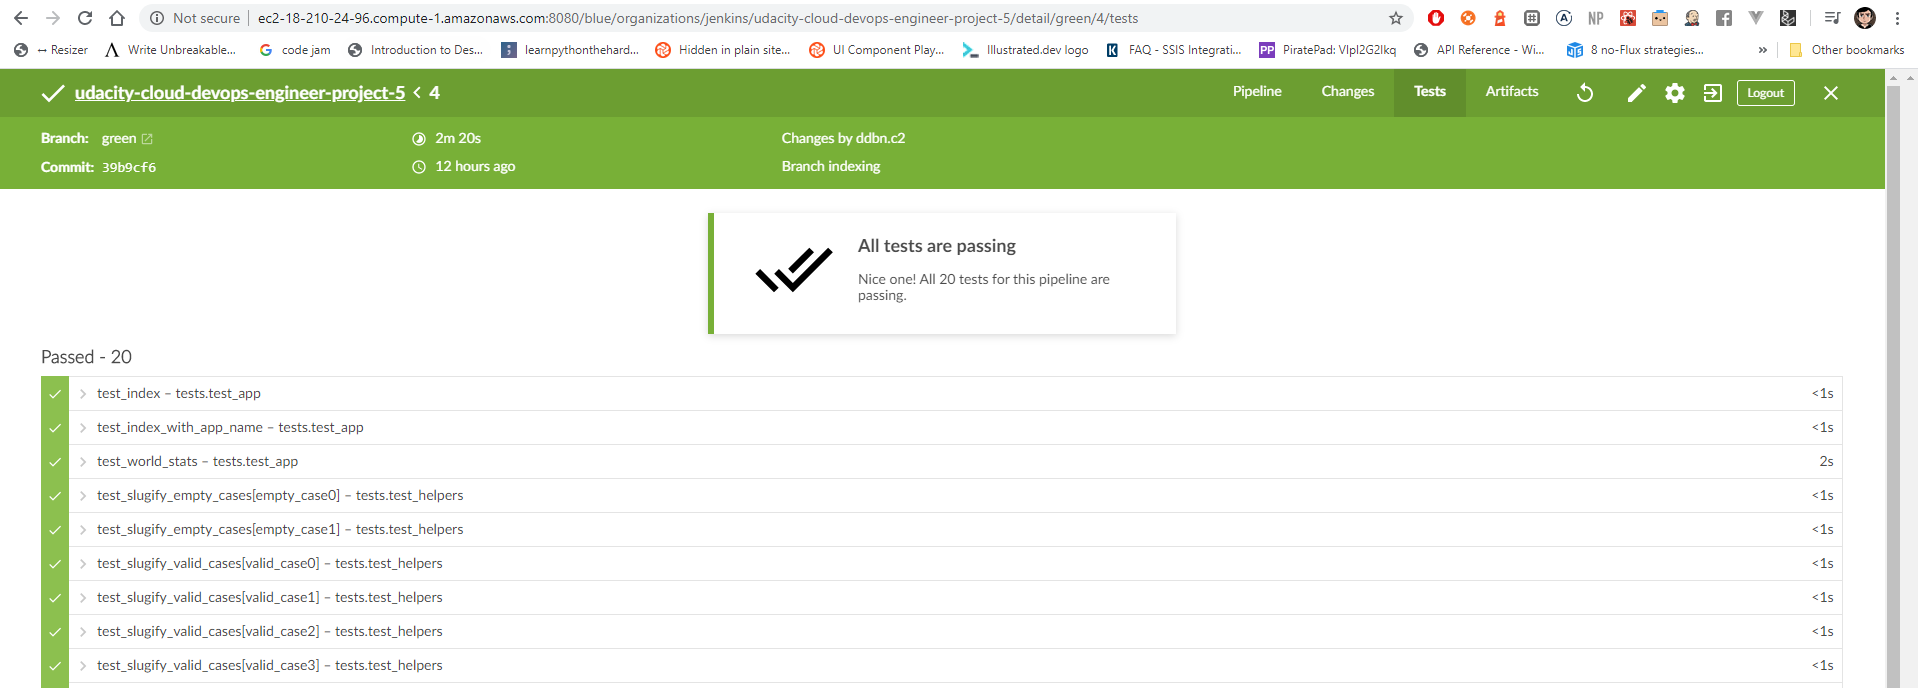 Not secure ec2-18-210-24-96.compute-1.amazonaws.com:8080/blue/organizations/jenkins/udacity-cloud-devops-engineer-project-5/detail/green/4/tests
↔ Resizer Write Unbreakable... code jam Introduction to Des... learnpythonthehard... Hidden in plain site... UI Component Play... Illustrated.dev logo FAQ - SSIS Integrati... PiratePad: VIpI2G2Ikq API Reference - Wi... 8 no-Flux strategies... » Other bookmarks
udacity-cloud-devops-engineer-project-5 < 4 Pipeline Changes Tests Artifacts Logout
Branch: green 2m 20s Changes by ddbn.c2
Commit: 39b9cf6 12 hours ago Branch indexing
All tests are passing
Nice one! All 20 tests for this pipeline are
passing.
Passed - 20
test_index – tests.test_app <1s
test_index_with_app_name – tests.test_app <1s
test_world_stats – tests.test_app 2s
test_slugify_empty_cases[empty_case0] – tests.test_helpers <1s
test_slugify_empty_cases[empty_case1] – tests.test_helpers <1s
test_slugify_valid_cases[valid_case0] – tests.test_helpers <1s
test_slugify_valid_cases[valid_case1] – tests.test_helpers <1s
test_slugify_valid_cases[valid_case2] – tests.test_helpers <1s
test_slugify_valid_cases[valid_case3] – tests.test_helpers <1s